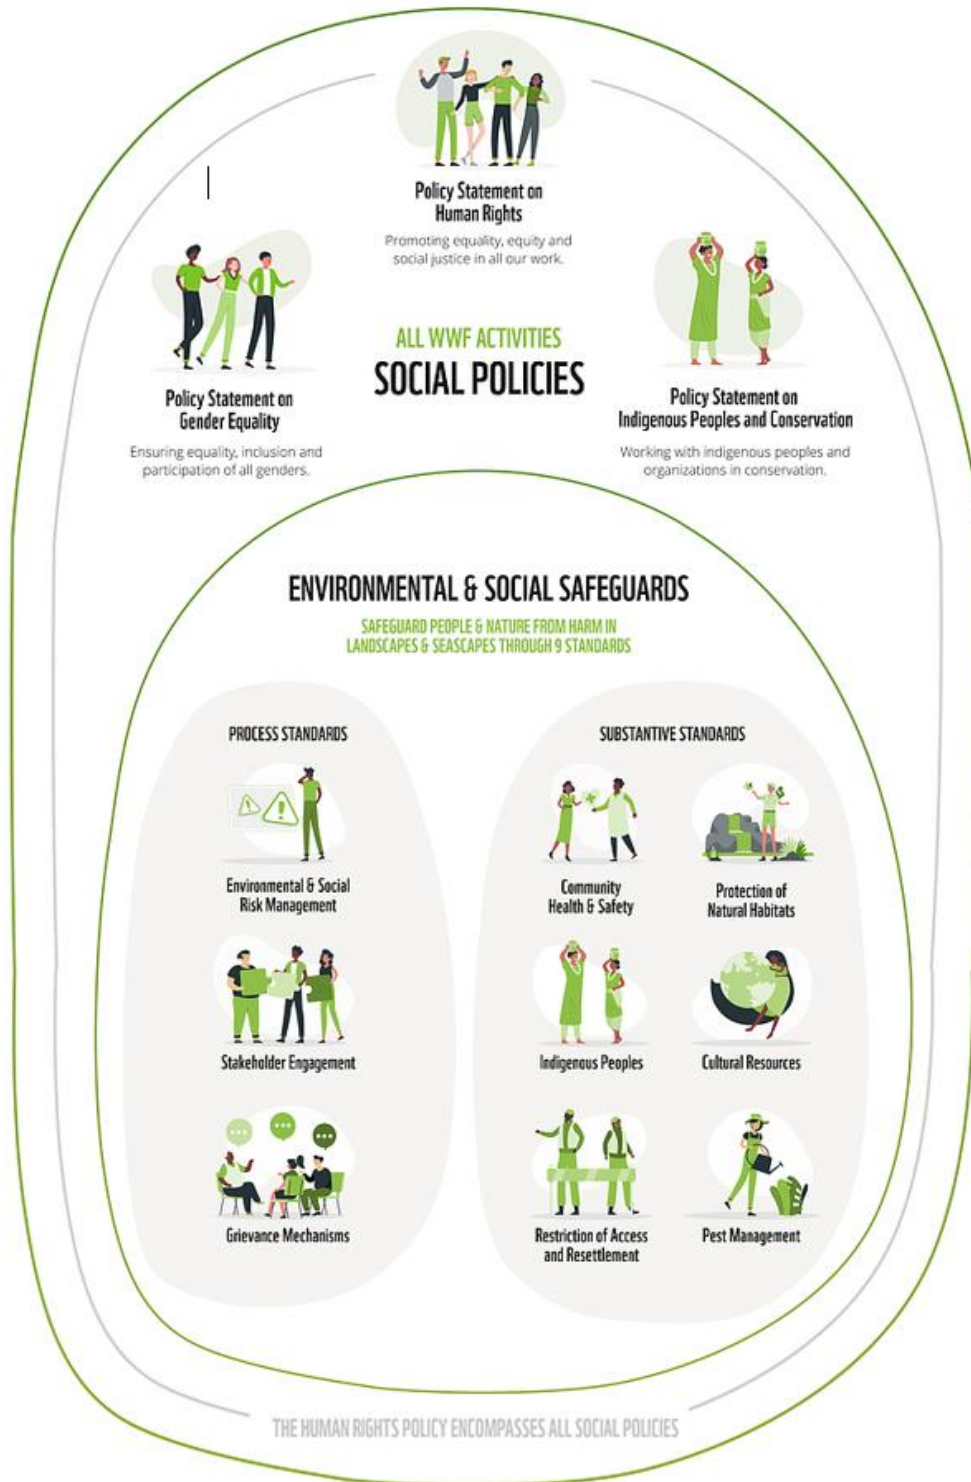 Policy Statement on
Human Rights
Promoting equality, equity and
social justice in all our work.
ALL WWF ACTIVITIES
SOCIAL POLICIES
Policy Statement on
Gender Equality
Ensuring equality, inclusion and
participation of all genders.
Policy Statement on
Indigenous Peoples and Conservation
Working with indigenous peoples and
organizations in conservation.
ENVIRONMENTAL & SOCIAL SAFEGUARDS
SAFEGUARD PEOPLE & NATURE FROM HARM IN
LANDSCAPES & SEASCAPES THROUGH 9 STANDARDS
PROCESS STANDARDS
Environmental & Social
Risk Management
Stakeholder Engagement
Grievance Mechanisms
SUBSTANTIVE STANDARDS
Community
Health & Safety
Protection of
Natural Habitats
Indigenous Peoples
Cultural Resources
Restriction of Access
and Resettlement
Pest Management
THE HUMAN RIGHTS POLICY ENCOMPASSES ALL SOCIAL POLICIES